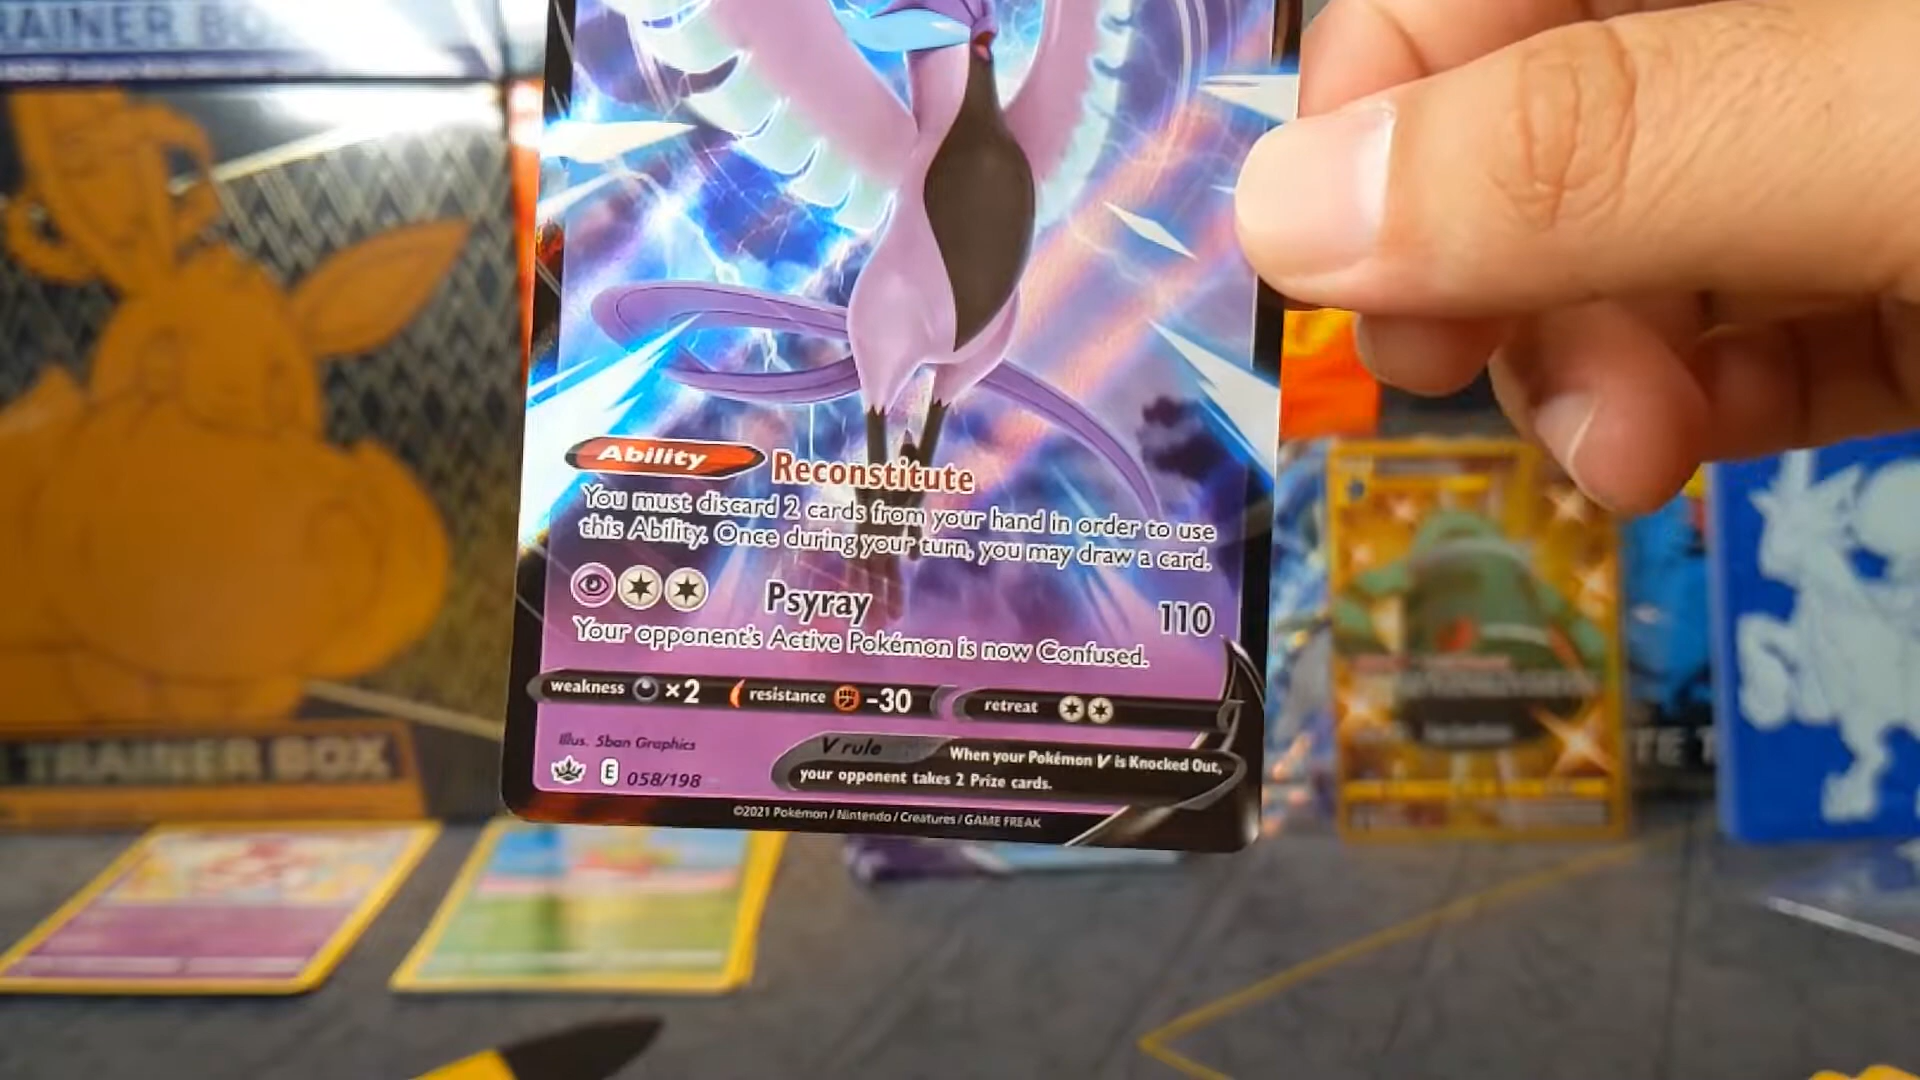 RAINER BO
Ability Reconstitute
You must discard 2 cards from your hand in order to use
this Ability. Once during your turn, you may draw a card.
Psyray 110
Your opponent's Active Pokémon is now Confused.
weakness ×2 resistance -30 retreat
Illus. 5ban Graphics
V rule When your Pokémon V is Knocked Out,
your opponent takes 2 Prize cards.
E 058/198
©2021 Pokémon / Nintendo / Creatures / GAME FREAK
TRAINER BOX
TE T